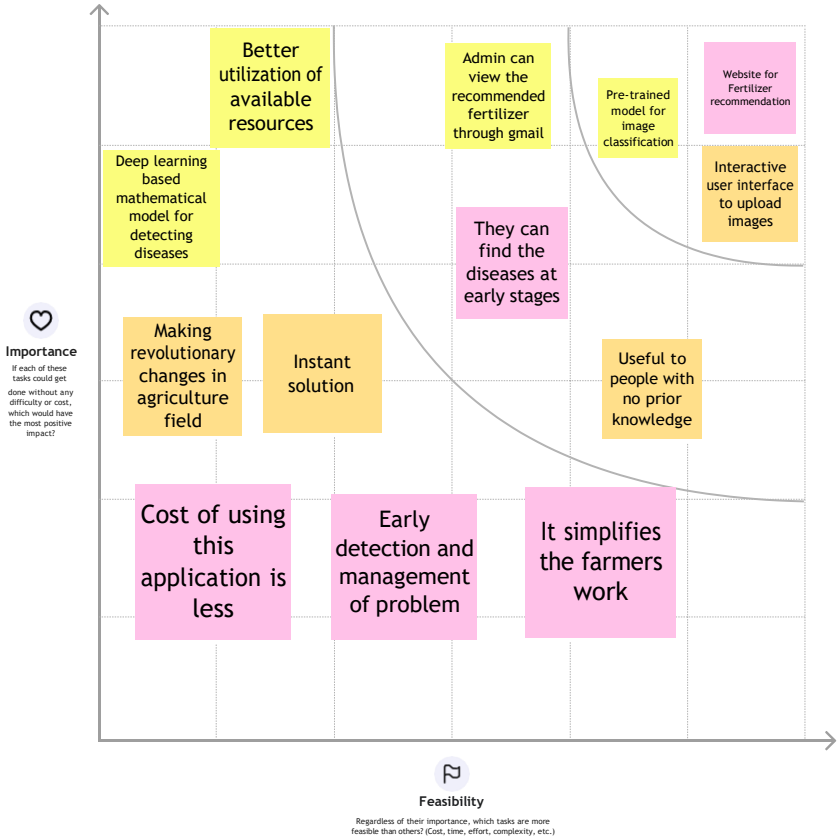 Better
utilization of
available
resources
Admin can
view the
recommended
fertilizer
through gmail
Pre-trained
model for
image
classification
Website for
Fertilizer
recommendation
Deep learning
based
mathematical
model for
detecting
diseases
Interactive
user interface
to upload
images
They can
find the
diseases at
early stages
Importance
If each of these
tasks could get
done without any
difficulty or cost,
which would have
the most positive
impact?
Making
revolutionary
changes in
agriculture
field
Instant
solution
Useful to
people with
no prior
knowledge
Cost of using
this
application is
less
Early
detection and
management
of problem
It simplifies
the farmers
work
Feasibility
Regardless of their importance, which tasks are more
feasible than others? (Cost, time, effort, complexity, etc.)